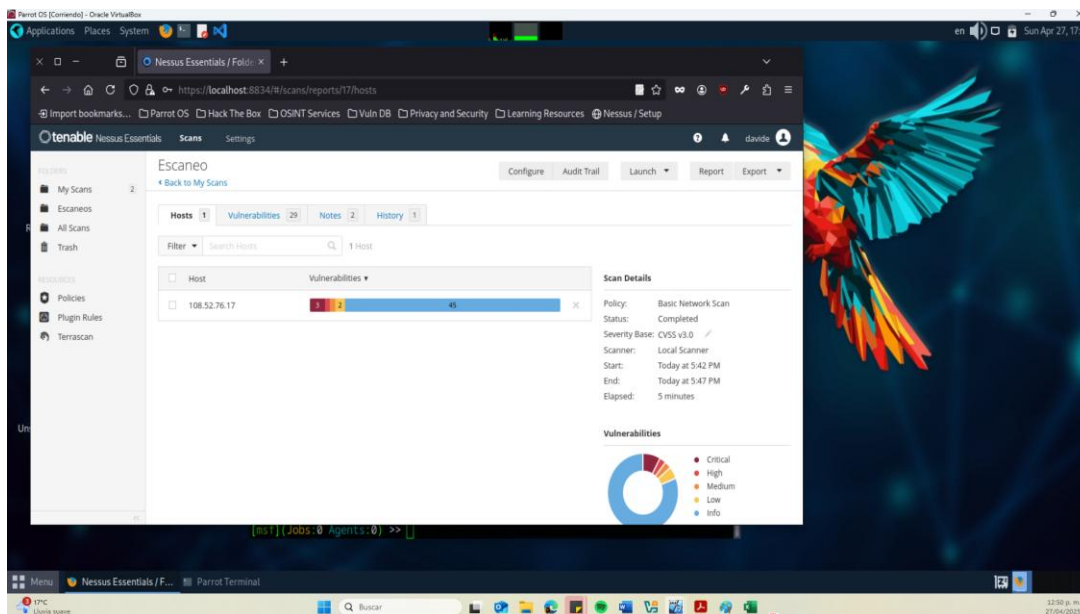 Parrot OS [Corriendo] - Oracle VirtualBox
Applications Places System
en Sun Apr 27, 17:
Nessus Essentials / Folde
https://localhost:8834/#/scans/reports/17/hosts
Import bookmarks... Parrot OS Hack The Box OSINT Services Vuln DB Privacy and Security Learning Resources Nessus / Setup
tenable Nessus Essentials Scans Settings davide
FOLDERS
My Scans 2
Escaneos
All Scans
Trash
RESOURCES
Policies
Plugin Rules
Terrascan
Escaneo
Back to My Scans
Configure Audit Trail Launch Report Export
Hosts 1 Vulnerabilities 29 Notes 2 History 1
Filter Search Hosts 1 Host
Host Vulnerabilities
108.52.76.17 3 2 45
Scan Details
Policy: Basic Network Scan
Status: Completed
Severity Base: CVSS v3.0
Scanner: Local Scanner
Start: Today at 5:42 PM
End: Today at 5:47 PM
Elapsed: 5 minutes
Vulnerabilities
Critical
High
Medium
Low
Info
[msf](Jobs:0 Agents:0) >>
Menu Nessus Essentials / F... Parrot Terminal
17°C
Lluvia suave
Buscar
12:50 p. m.
27/04/2025